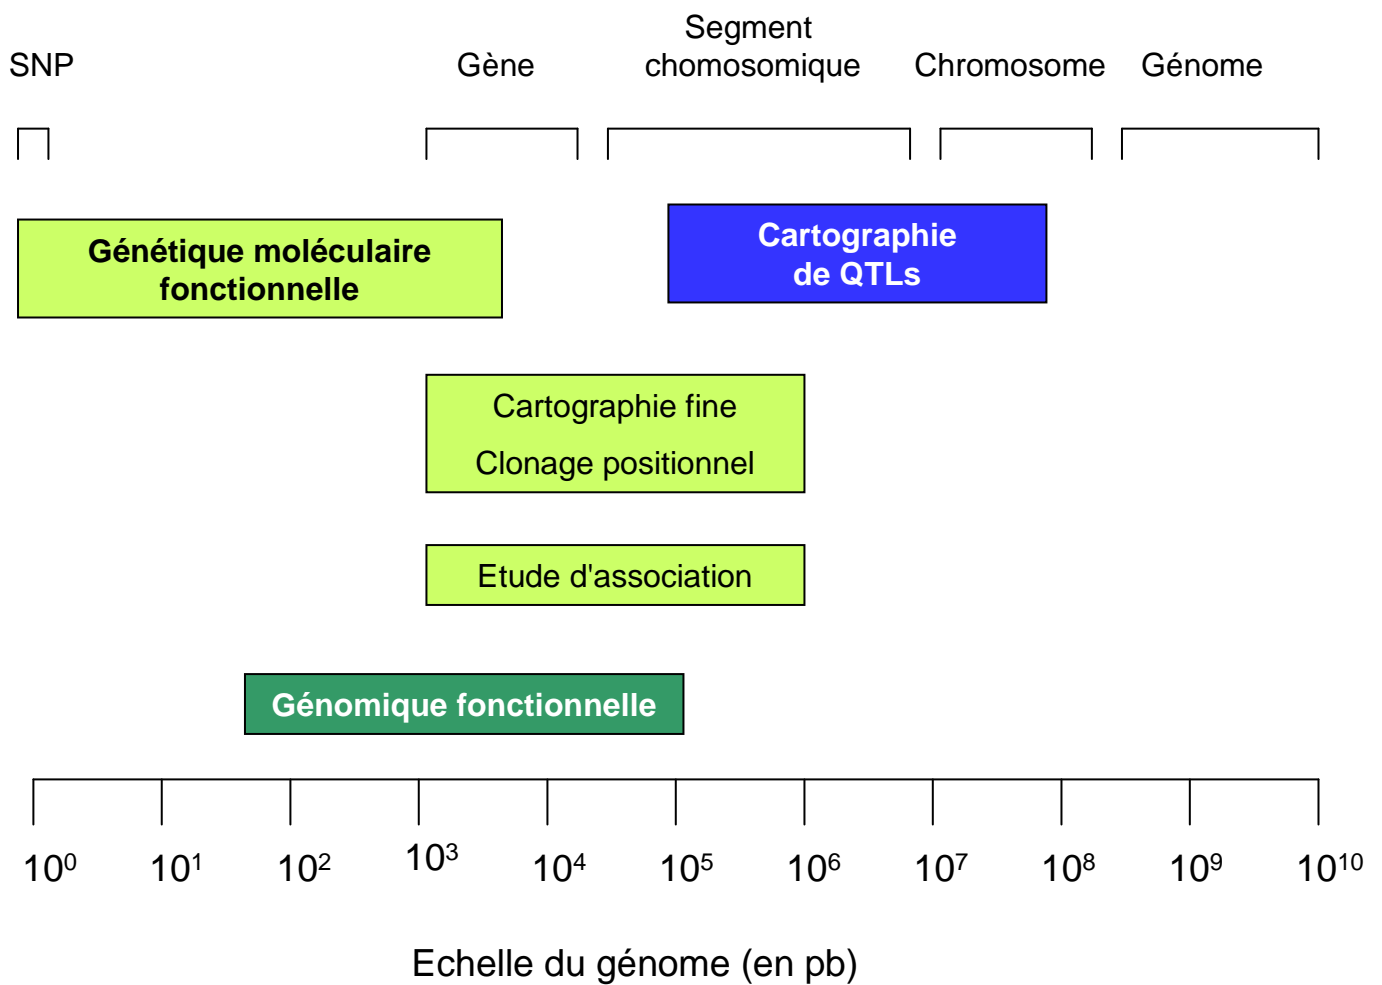 SNP
Gène
Segment
chomosomique
Chromosome
Génome
Génétique moléculaire
fonctionnelle
Cartographie
de QTLs
Cartographie fine
Clonage positionnel
Etude d'association
Génomique fonctionnelle
10⁰ 10¹ 10² 10³ 10⁴ 10⁵ 10⁶ 10⁷ 10⁸ 10⁹ 10¹⁰
Echelle du génome (en pb)